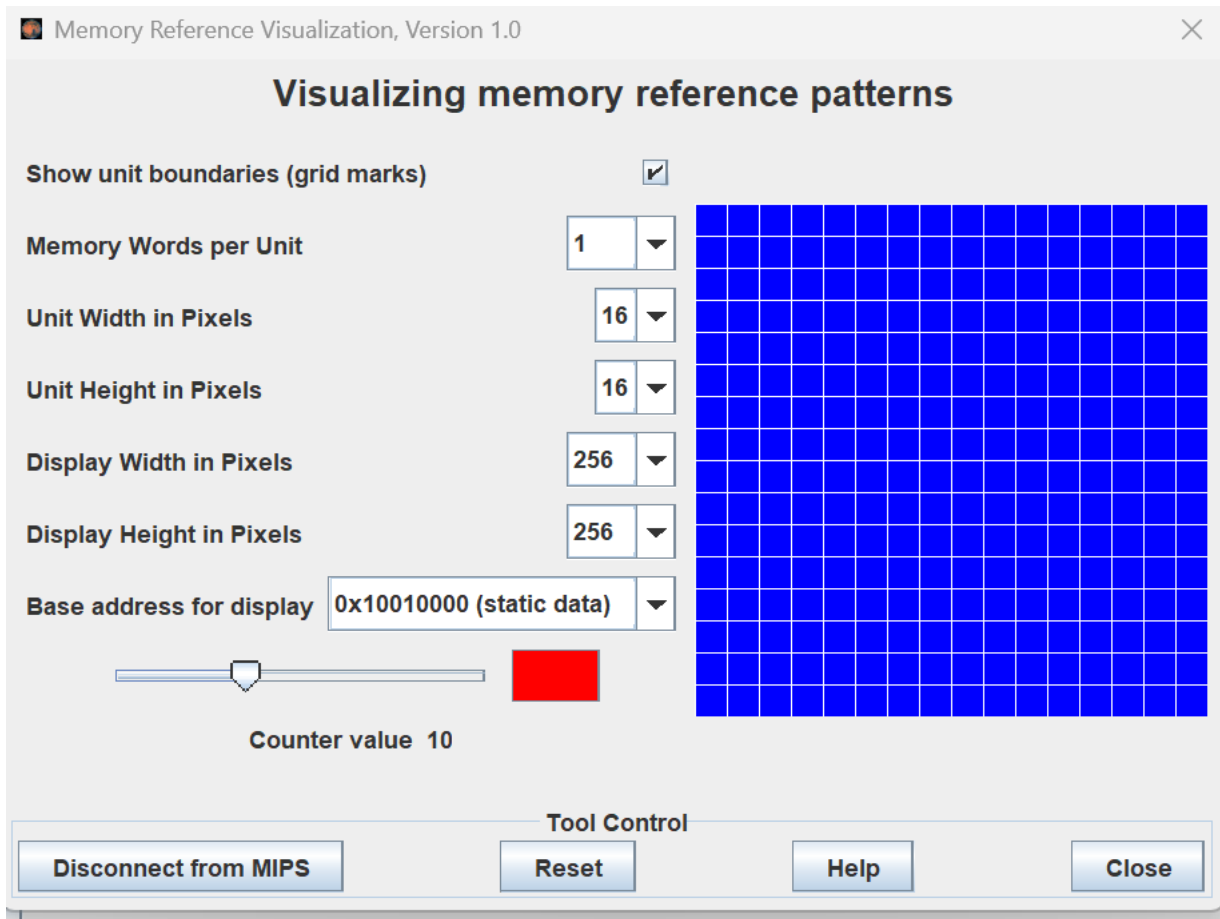 Memory Reference Visualization, Version 1.0
Visualizing memory reference patterns
Show unit boundaries (grid marks)
Memory Words per Unit 1
Unit Width in Pixels 16
Unit Height in Pixels 16
Display Width in Pixels 256
Display Height in Pixels 256
Base address for display 0x10010000 (static data)
Counter value 10
Tool Control
Disconnect from MIPS Reset Help Close